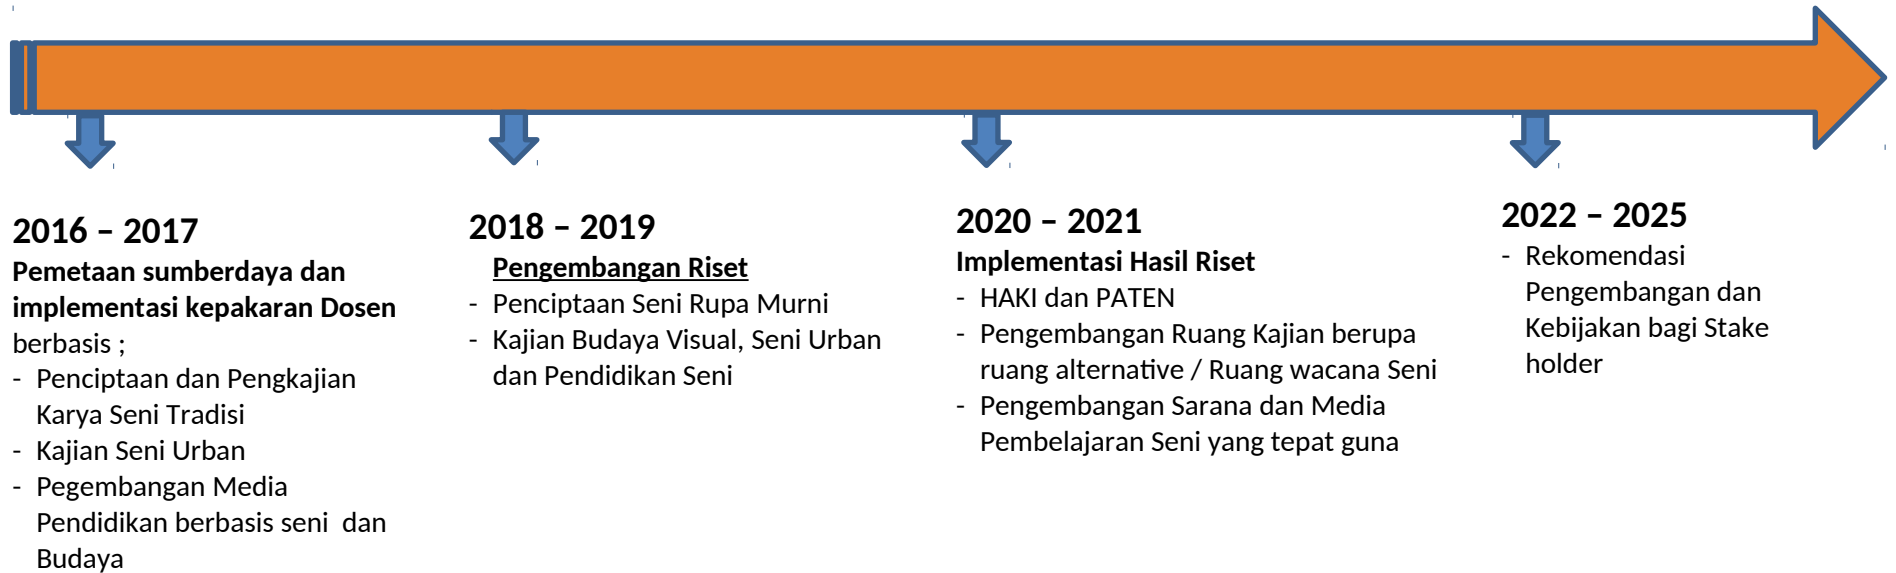 2016 – 2017
Pemetaan sumberdaya dan
implementasi kepakaran Dosen
berbasis ;
- Penciptaan dan Pengkajian
Karya Seni Tradisi
- Kajian Seni Urban
- Pegembangan Media
Pendidikan berbasis seni dan
Budaya
2018 – 2019
Pengembangan Riset
- Penciptaan Seni Rupa Murni
- Kajian Budaya Visual, Seni Urban
dan Pendidikan Seni
2020 – 2021
Implementasi Hasil Riset
- HAKI dan PATEN
- Pengembangan Ruang Kajian berupa
ruang alternative / Ruang wacana Seni
- Pengembangan Sarana dan Media
Pembelajaran Seni yang tepat guna
2022 – 2025
- Rekomendasi
Pengembangan dan
Kebijakan bagi Stake
holder